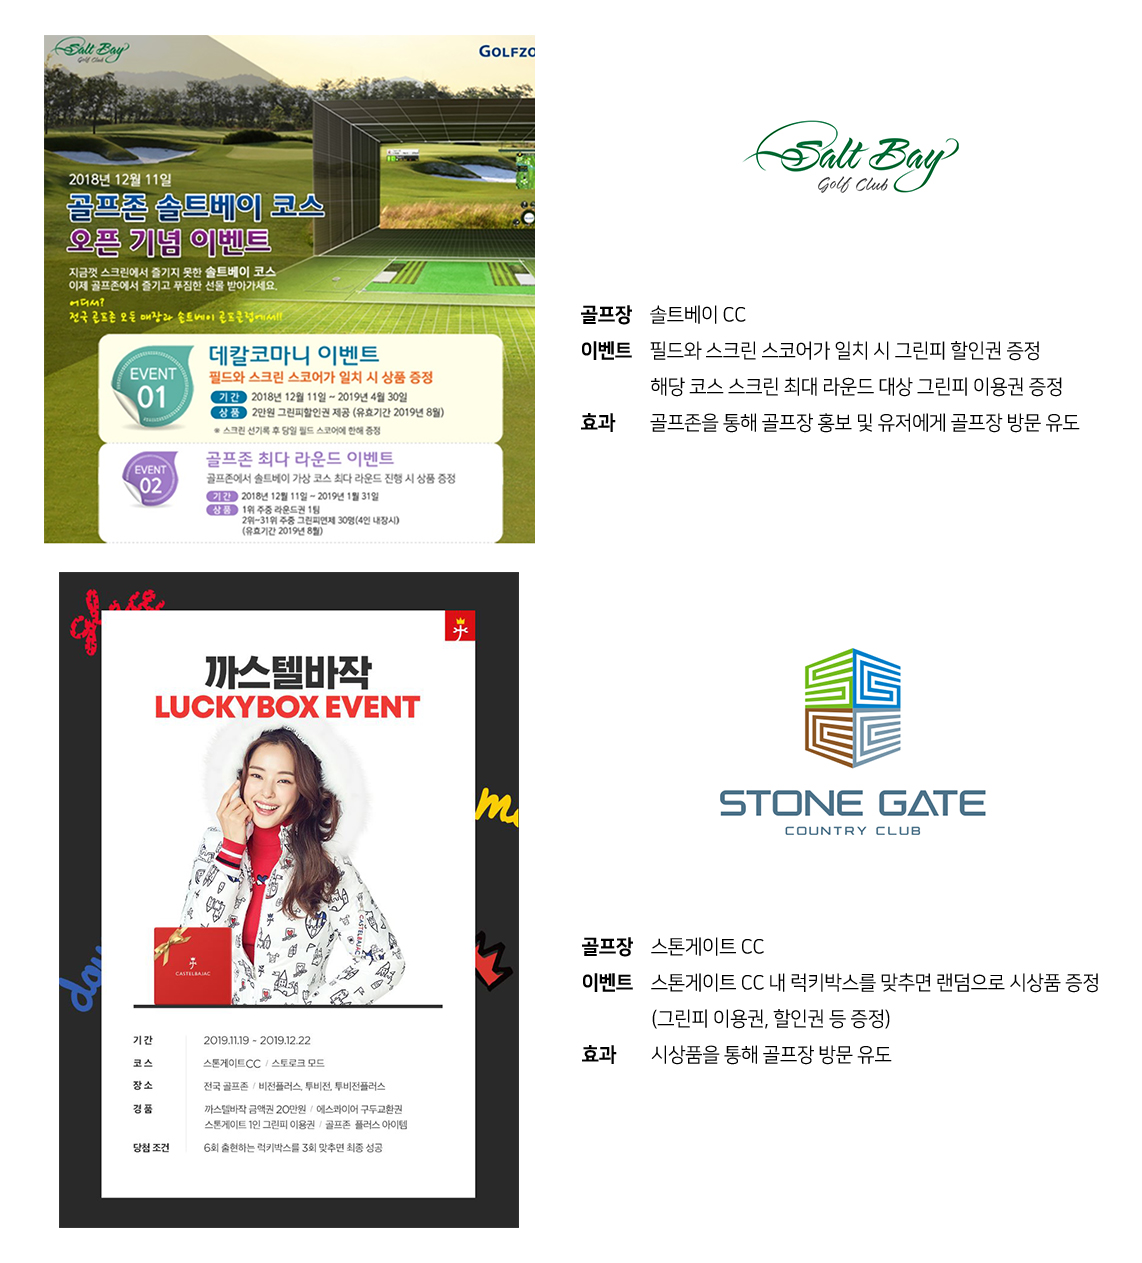 Salt Bay
Golf Club
GOLFZO
2018년 12월 11일
골프존 솔트베이 코스
오픈 기념 이벤트
지금껏 스크린에서 즐기지 못한 솔트베이 코스
이제 골프존에서 즐기고 푸짐한 선물 받아가세요.
어디서?
전국 골프존 모든 매장과 솔트베이 골프클럽에서!!
EVENT
01
데칼코마니 이벤트
필드와 스크린 스코어가 일치 시 상품 증정
기 간 2018년 12월 11일 ~ 2019년 4월 30일
상 품 2만원 그린피할인권 제공 (유효기간 2019년 8월)
※ 스크린 선기록 후 당일 필드 스코어에 한해 증정
EVENT
02
골프존 최다 라운드 이벤트
골프존에서 솔트베이 가상 코스 최다 라운드 진행 시 상품 증정
기 간 2018년 12월 11일 ~ 2019년 1월 31일
상 품 1위 주중 라운드권 1팀
2위~31위 주중 그린피면제 30명(4인 내장시)
(유효기간 2019년 8월)
Salt Bay
Golf Club
골프장 솔트베이 CC
이벤트 필드와 스크린 스코어가 일치 시 그린피 할인권 증정
해당 코스 스크린 최대 라운드 대상 그린피 이용권 증정
효과 골프존을 통해 골프장 홍보 및 유저에게 골프장 방문 유도
까스텔바작
LUCKYBOX EVENT
CASTELBAJAC
기 간 2019.11.19 ~ 2019.12.22
코 스 스톤게이트CC / 스토로크 모드
장 소 전국 골프존 / 비전플러스, 투비전, 투비전플러스
경 품 까스텔바작 금액권 20만원 / 에스콰이어 구두교환권
스톤게이트 1인 그린피 이용권 / 골프존 플러스 아이템
당첨 조건 6회 출현하는 럭키박스를 3회 맞추면 최종 성공
STONE GATE
COUNTRY CLUB
골프장 스톤게이트 CC
이벤트 스톤게이트 CC 내 럭키박스를 맞추면 랜덤으로 시상품 증정
(그린피 이용권, 할인권 등 증정)
효과 시상품을 통해 골프장 방문 유도